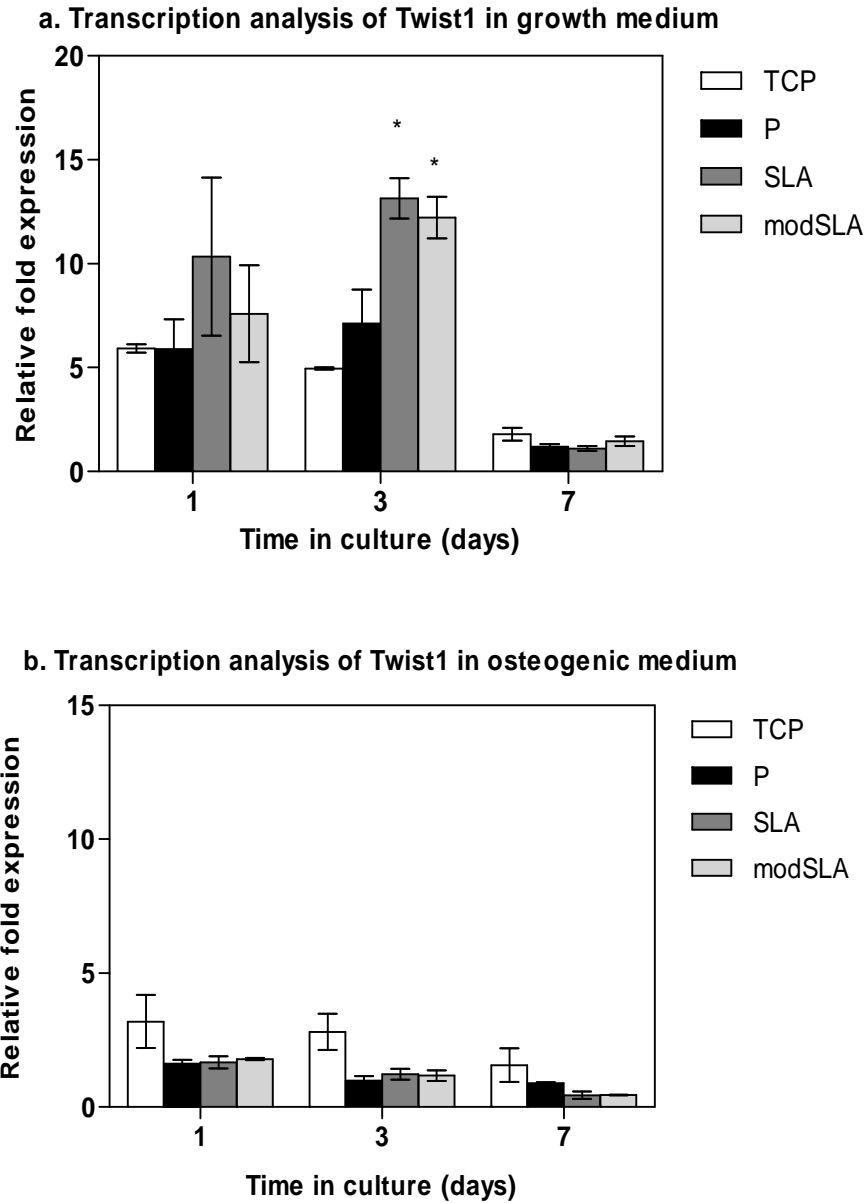 a. Transcription analysis of Twist1 in growth medium
20
15
10
5
0
Relative fold expression
* 
*
1 3 7
Time in culture (days)
TCP
P
SLA
modSLA
b. Transcription analysis of Twist1 in osteogenic medium
15
10
5
0
Relative fold expression
1 3 7
Time in culture (days)
TCP
P
SLA
modSLA